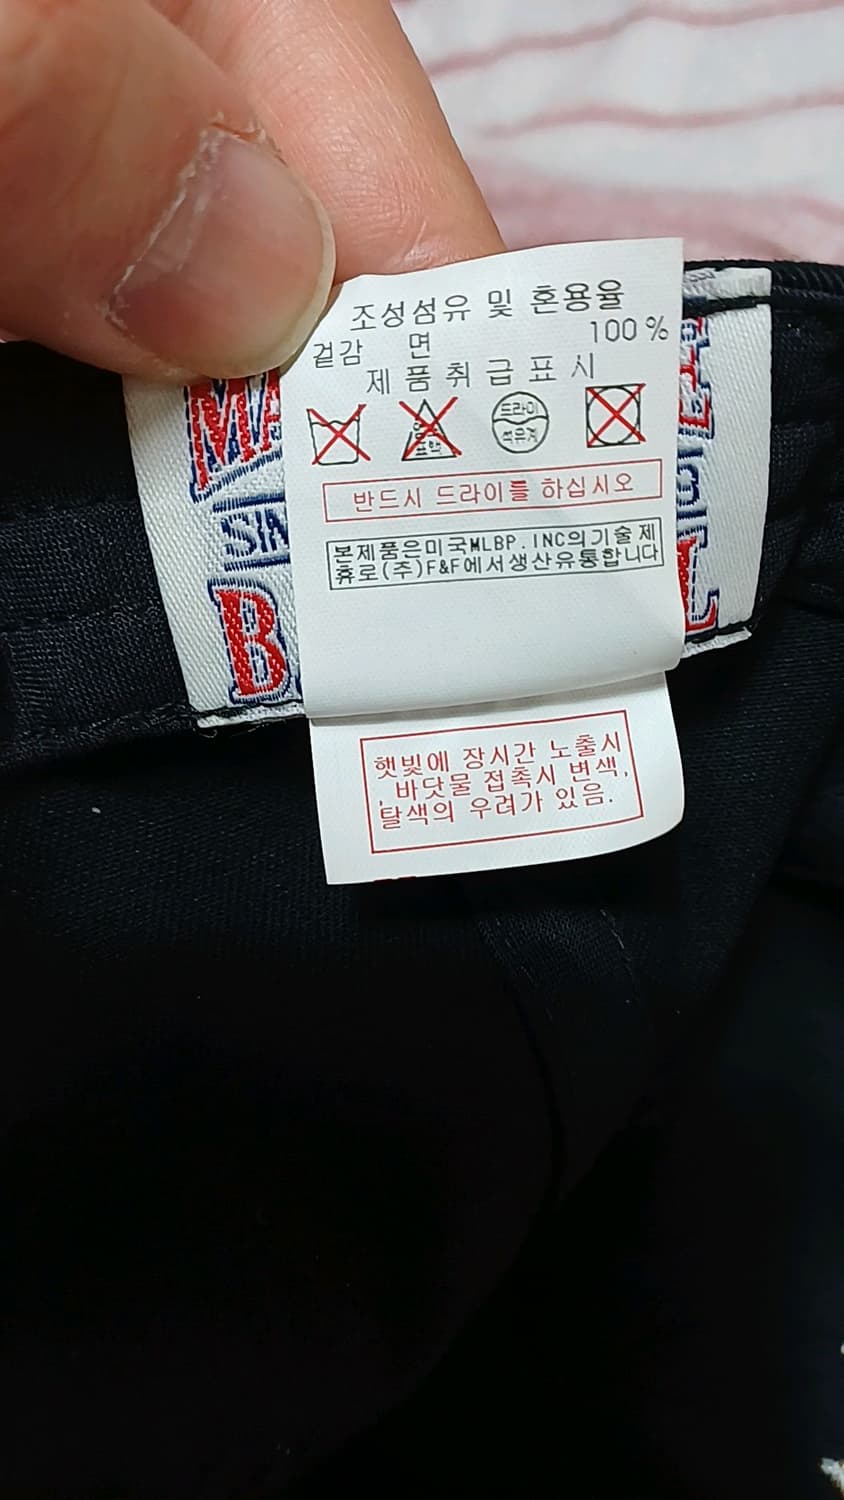 조성섬유 및 혼용율
겉감 면 100 %
제 품 취 급 표 시
드라이
석유계
반드시 드라이를 하십시오
본제품은미국MLBP.INC의기술제
휴로(주)F&F에서생산유통합니다
햇빛에 장시간 노출시
, 바닷물 접촉시 변색,
탈색의 우려가 있음.